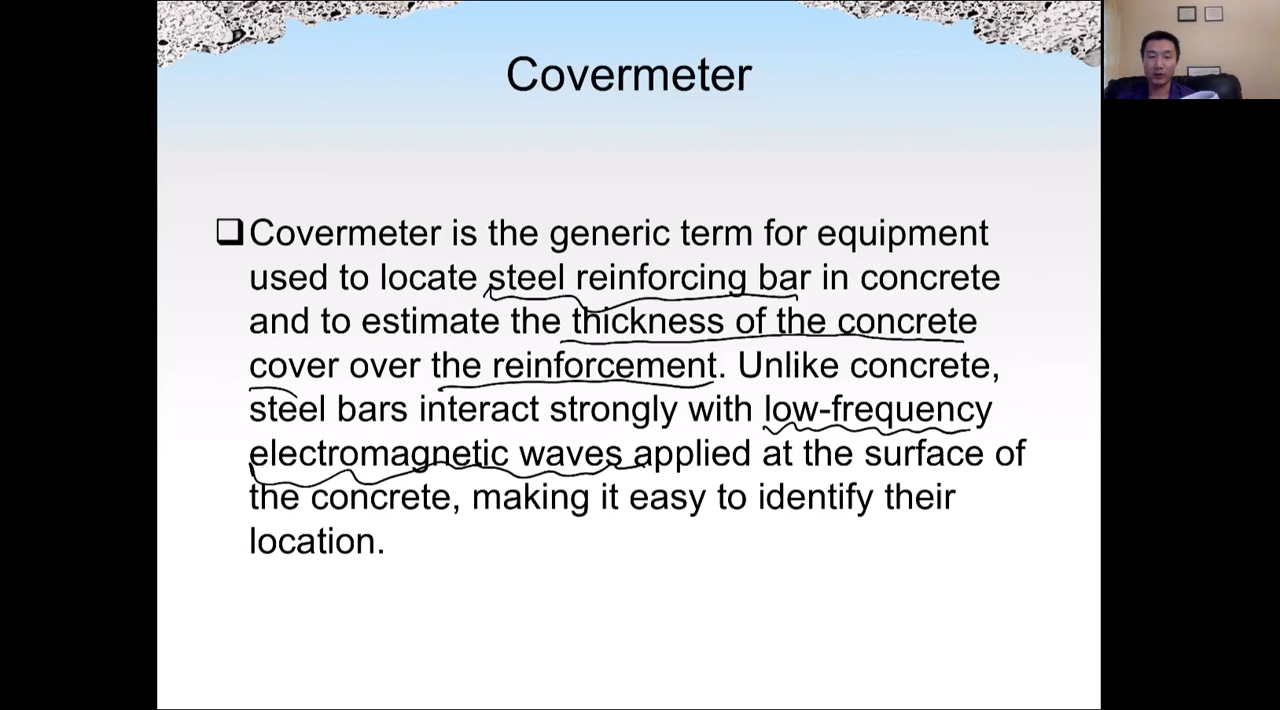 Covermeter
Covermeter is the generic term for equipment
used to locate steel reinforcing bar in concrete
and to estimate the thickness of the concrete
cover over the reinforcement. Unlike concrete,
steel bars interact strongly with low-frequency
electromagnetic waves applied at the surface of
the concrete, making it easy to identify their
location.